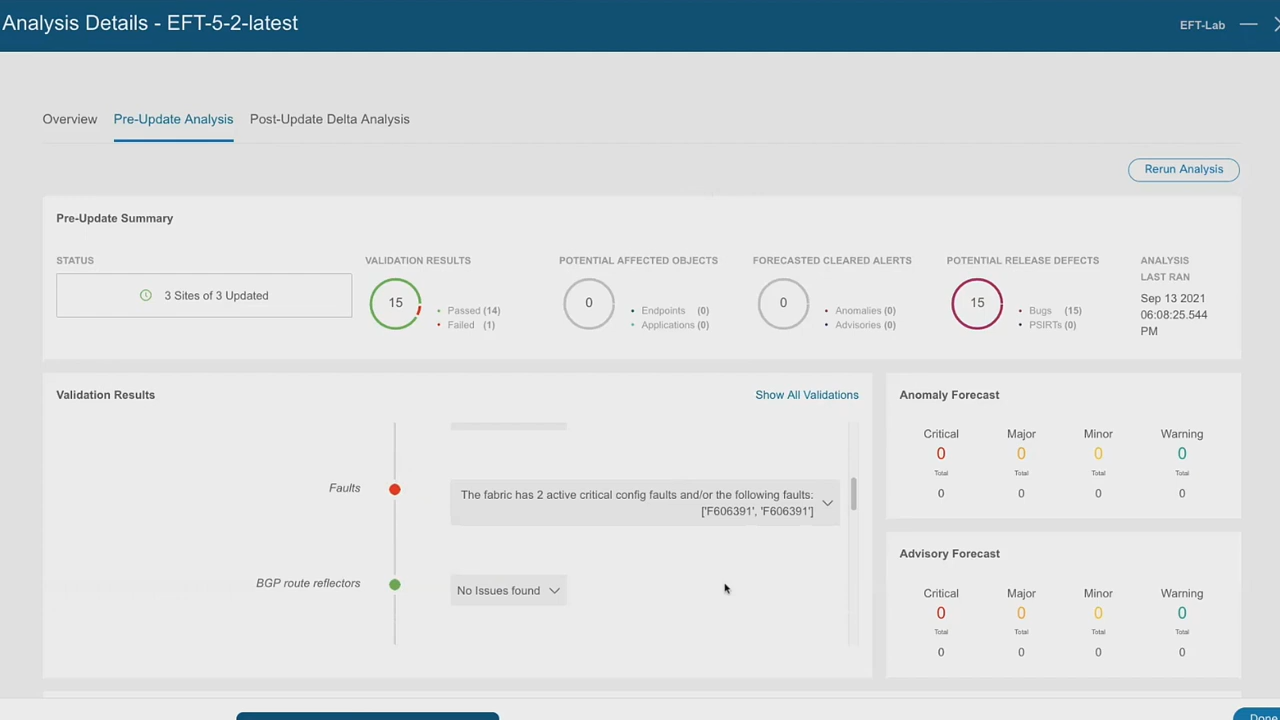 Analysis Details - EFT-5-2-latest
EFT-Lab
Overview
Pre-Update Analysis
Post-Update Delta Analysis
Rerun Analysis
Pre-Update Summary
STATUS
3 Sites of 3 Updated
VALIDATION RESULTS
15
Passed (14)
Failed (1)
POTENTIAL AFFECTED OBJECTS
0
Endpoints (0)
Applications (0)
FORECASTED CLEARED ALERTS
0
Anomalies (0)
Advisories (0)
POTENTIAL RELEASE DEFECTS
15
Bugs (15)
PSIRTs (0)
ANALYSIS
LAST RAN
Sep 13 2021
06:08:25.544
PM
Validation Results
Show All Validations
Faults
The fabric has 2 active critical config faults and/or the following faults:
['F606391', 'F606391']
BGP route reflectors
No Issues found
Anomaly Forecast
Critical Major Minor Warning
0 0 0 0
Total Total Total Total
0 0 0 0
Advisory Forecast
Critical Major Minor Warning
0 0 0 0
Total Total Total Total
0 0 0 0
Done